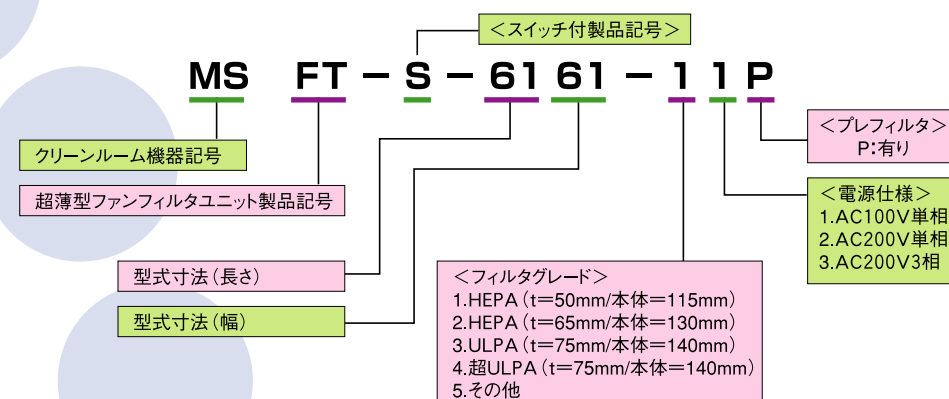 ＜スイッチ付製品記号＞
MS FT－S－61 61－1 1 P
クリーンルーム機器記号
超薄型ファンフィルタユニット製品記号
型式寸法(長さ)
型式寸法(幅)
＜フィルタグレード＞
1.HEPA(t=50mm/本体=115mm)
2.HEPA(t=65mm/本体=130mm)
3.ULPA(t=75mm/本体=140mm)
4.超ULPA(t=75mm/本体=140mm)
5.その他
＜プレフィルタ＞
P:有り
＜電源仕様＞
1.AC100V単相
2.AC200V単相
3.AC200V3相